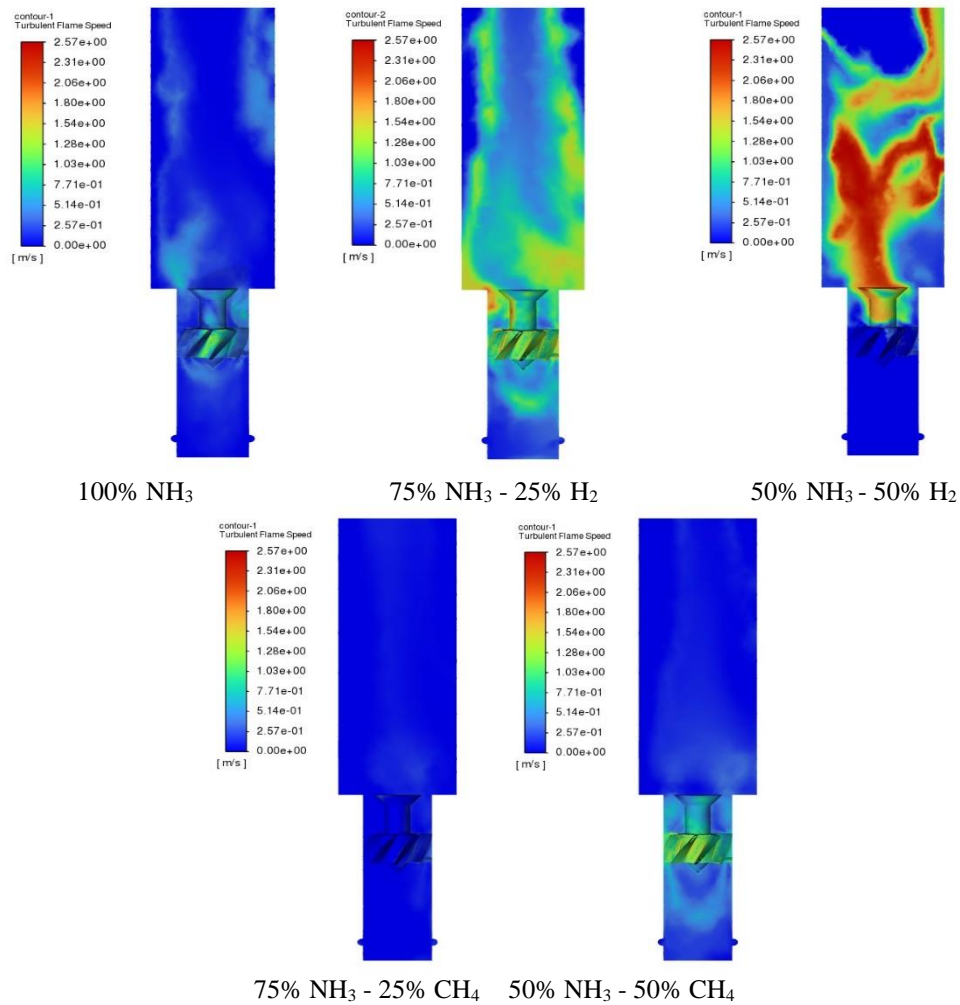 contour-1
Turbulent Flame Speed
2.57e+00
2.31e+00
2.06e+00
1.80e+00
1.54e+00
1.28e+00
1.03e+00
7.71e-01
5.14e-01
2.57e-01
0.00e+00
[ m/s ]
100% NH₃
contour-2
Turbulent Flame Speed
2.57e+00
2.31e+00
2.06e+00
1.80e+00
1.54e+00
1.28e+00
1.03e+00
7.71e-01
5.14e-01
2.57e-01
0.00e+00
[ m/s ]
75% NH₃ - 25% H₂
contour-1
Turbulent Flame Speed
2.57e+00
2.31e+00
2.06e+00
1.80e+00
1.54e+00
1.28e+00
1.03e+00
7.71e-01
5.14e-01
2.57e-01
0.00e+00
[ m/s ]
50% NH₃ - 50% H₂
contour-1
Turbulent Flame Speed
2.57e+00
2.31e+00
2.06e+00
1.80e+00
1.54e+00
1.28e+00
1.03e+00
7.71e-01
5.14e-01
2.57e-01
0.00e+00
[ m/s ]
75% NH₃ - 25% CH₄
contour-1
Turbulent Flame Speed
2.57e+00
2.31e+00
2.06e+00
1.80e+00
1.54e+00
1.28e+00
1.03e+00
7.71e-01
5.14e-01
2.57e-01
0.00e+00
[ m/s ]
50% NH₃ - 50% CH₄